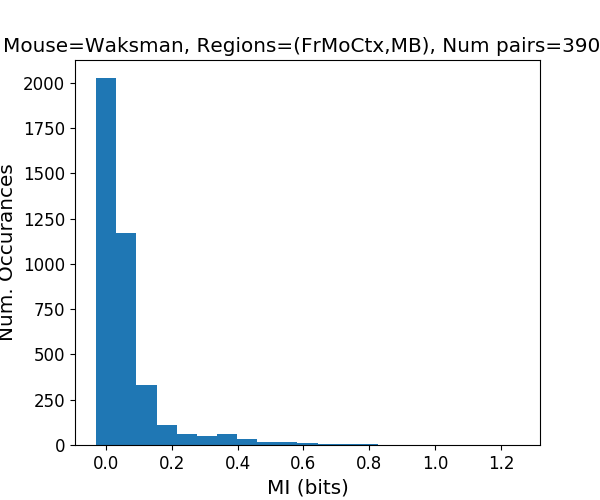 Mouse=Waksman, Regions=(FrMoCtx,MB), Num pairs=390
Num. Occurances
2000
1750
1500
1250
1000
750
500
250
0
0.0 0.2 0.4 0.6 0.8 1.0 1.2
MI (bits)